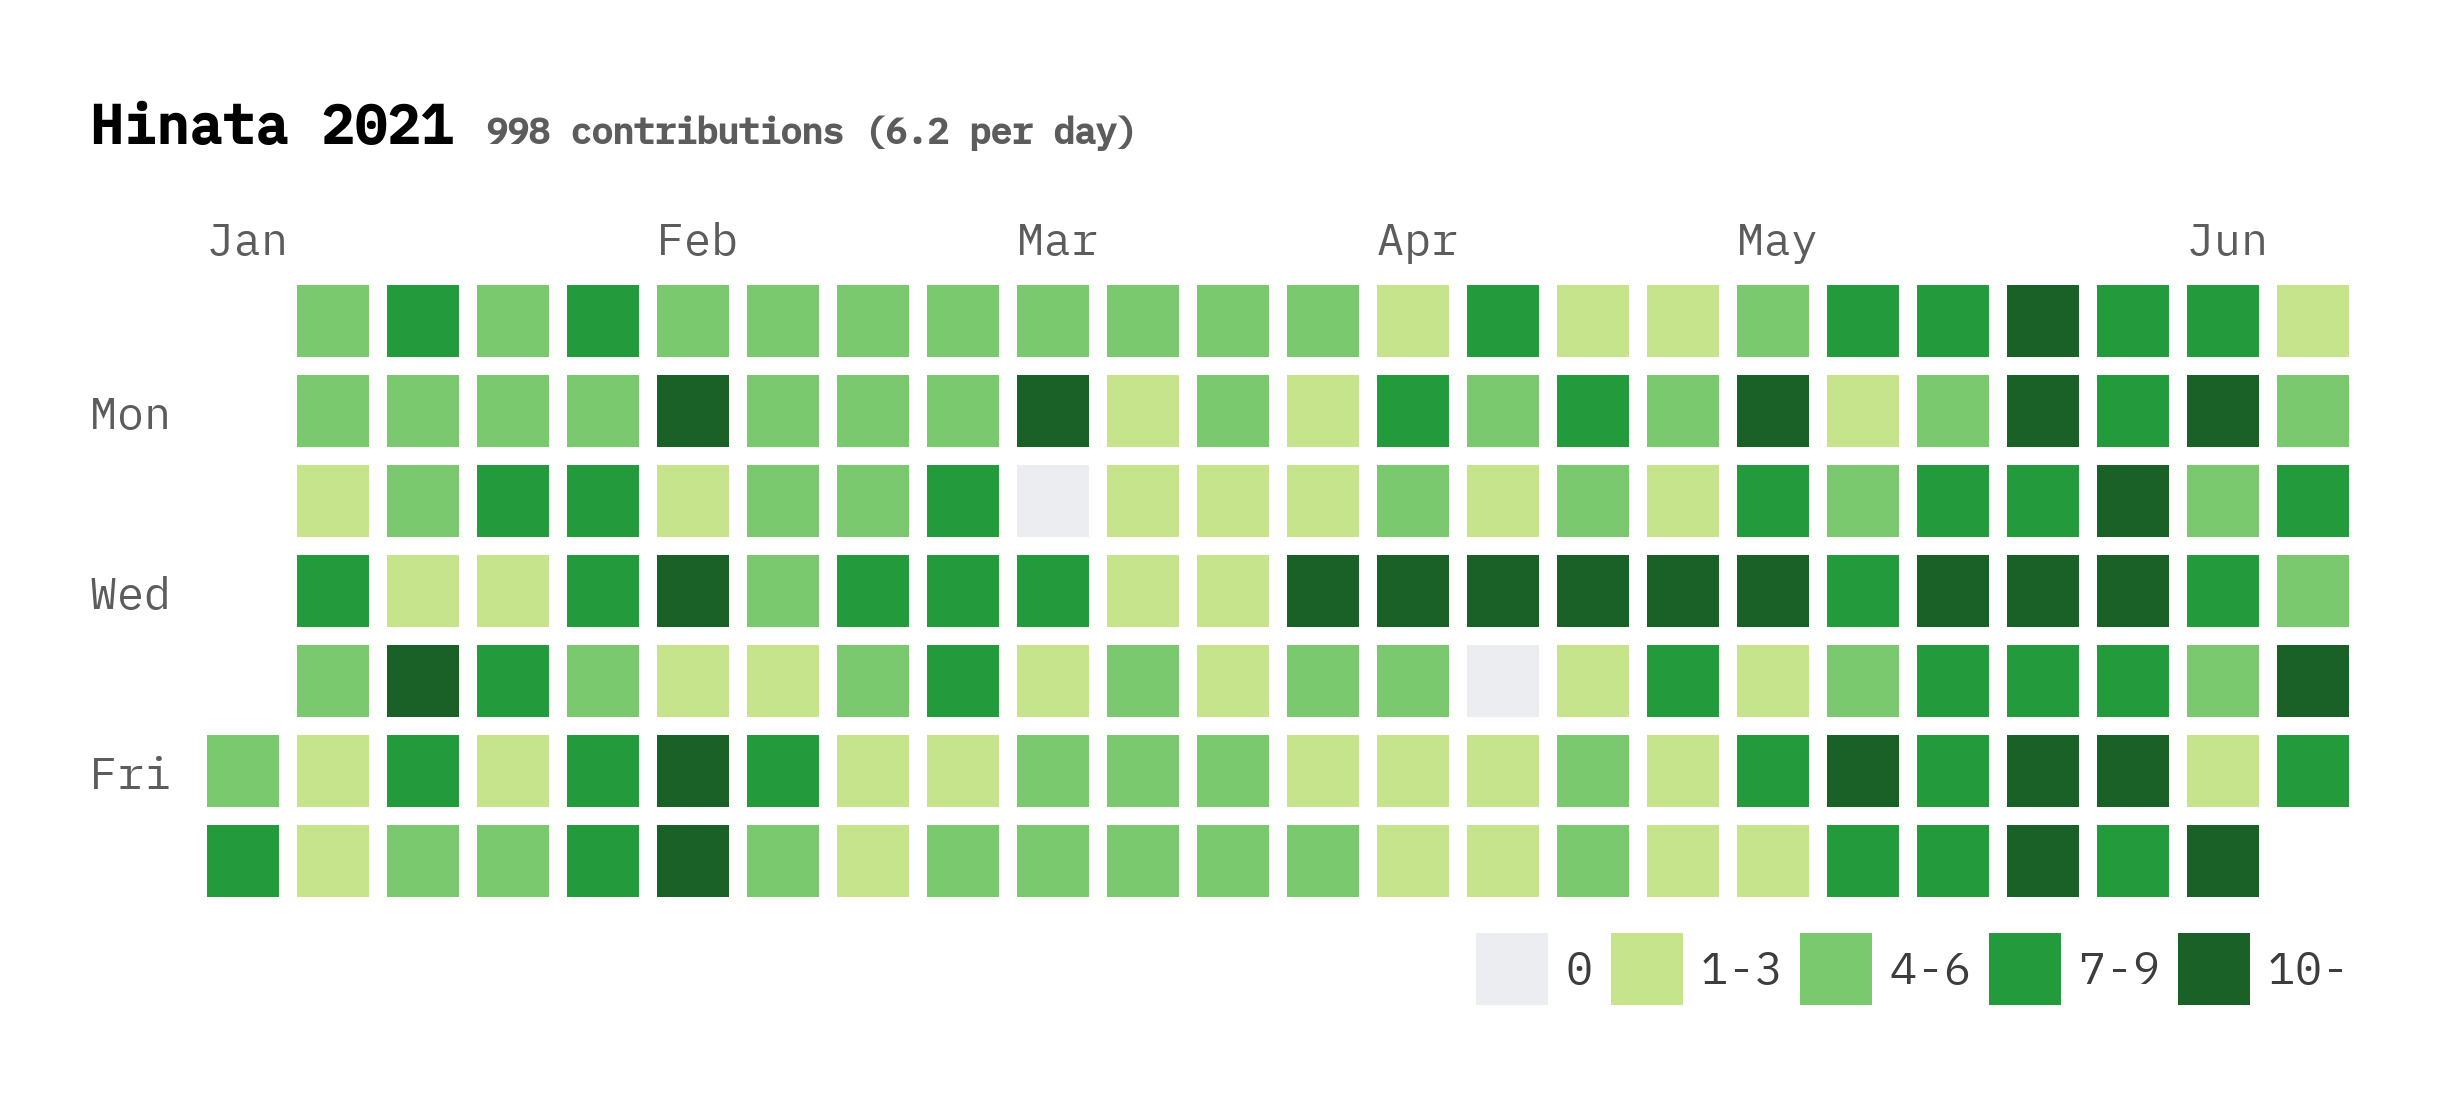 Hinata 2021 998 contributions (6.2 per day)
Jan Feb Mar Apr May Jun
Mon
Wed
Fri
0 1-3 4-6 7-9 10-